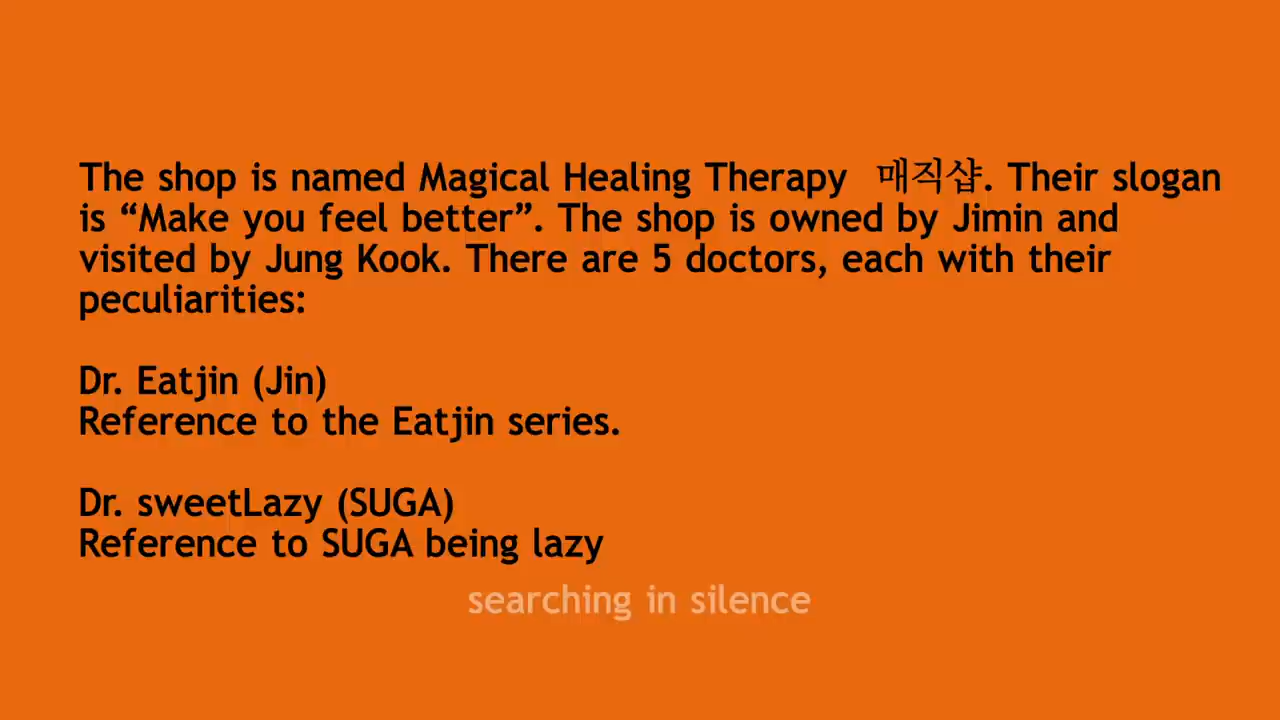 The shop is named Magical Healing Therapy 매직샵. Their slogan
is “Make you feel better”. The shop is owned by Jimin and
visited by Jung Kook. There are 5 doctors, each with their
peculiarities:
Dr. Eatjin (Jin)
Reference to the Eatjin series.
Dr. sweetLazy (SUGA)
Reference to SUGA being lazy
searching in silence